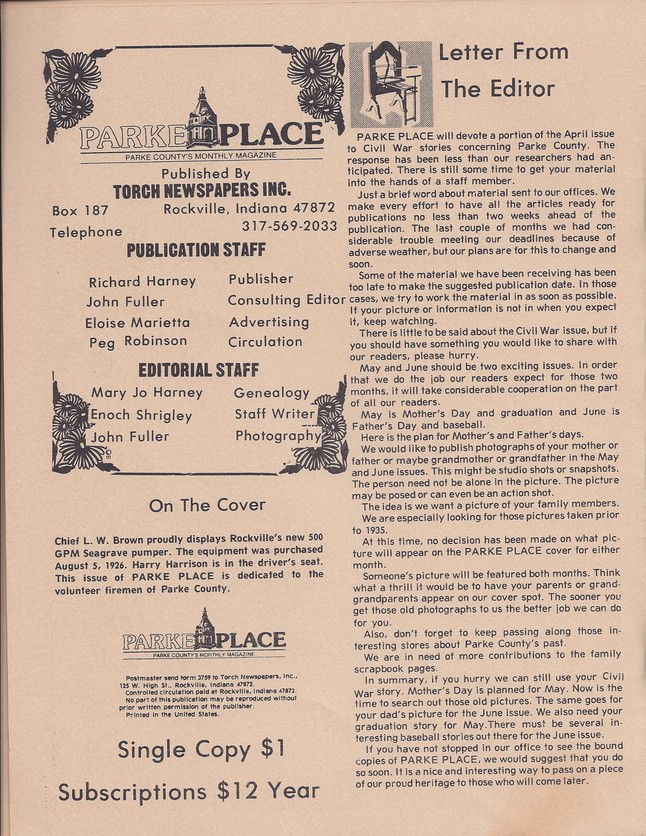 PARKE PLACE
PARKE COUNTY'S MONTHLY MAGAZINE
Published By
TORCH NEWSPAPERS INC.
Box 187 Rockville, Indiana 47872
Telephone 317-569-2033
PUBLICATION STAFF
Richard Harney Publisher
John Fuller Consulting Editor
Eloise Marietta Advertising
Peg Robinson Circulation
EDITORIAL STAFF
Mary Jo Harney Genealogy
Enoch Shrigley Staff Writer
John Fuller Photography
On The Cover
Chief L. W. Brown proudly displays Rockville's new 500
GPM Seagrave pumper. The equipment was purchased
August 5, 1926. Harry Harrison is in the driver's seat.
This issue of PARKE PLACE is dedicated to the
volunteer firemen of Parke County.
PARKE PLACE
PARKE COUNTY'S MONTHLY MAGAZINE
Postmaster send form 3759 to Torch Newspapers, Inc.,
125 W. High St., Rockville, Indiana 47872.
Controlled circulation paid at Rockville, Indiana 47872.
No part of this publication may be reproduced without
prior written permission of the publisher.
Printed in the United States.
Single Copy $1
Subscriptions $12 Year
Letter From
The Editor
PARKE PLACE will devote a portion of the April issue
to Civil War stories concerning Parke County. The
response has been less than our researchers had an-
ticipated. There is still some time to get your material
into the hands of a staff member.
Just a brief word about material sent to our offices. We
make every effort to have all the articles ready for
publications no less than two weeks ahead of the
publication. The last couple of months we had con-
siderable trouble meeting our deadlines because of
adverse weather, but our plans are for this to change and
soon.
Some of the material we have been receiving has been
too late to make the suggested publication date. In those
cases, we try to work the material in as soon as possible.
If your picture or information is not in when you expect
it, keep watching.
There is little to be said about the Civil War issue, but if
you should have something you would like to share with
our readers, please hurry.
May and June should be two exciting issues. In order
that we do the job our readers expect for those two
months, it will take considerable cooperation on the part
of all our readers.
May is Mother's Day and graduation and June is
Father's Day and baseball.
Here is the plan for Mother's and Father's days.
We would like to publish photographs of your mother or
father or maybe grandmother or grandfather in the May
and June issues. This might be studio shots or snapshots.
The person need not be alone in the picture. The picture
may be posed or can even be an action shot.
The idea is we want a picture of your family members.
We are especially looking for those pictures taken prior
to 1935.
At this time, no decision has been made on what pic-
ture will appear on the PARKE PLACE cover for either
month.
Someone's picture will be featured both months. Think
what a thrill it would be to have your parents or grand-
grandparents appear on our cover spot. The sooner you
get those old photographs to us the better job we can do
for you.
Also, don't forget to keep passing along those in-
teresting stories about Parke County's past.
We are in need of more contributions to the family
scrapbook pages.
In summary, if you hurry we can still use your Civil
War story. Mother's Day is planned for May. Now is the
time to search out those old pictures. The same goes for
your dad's picture for the June issue. We also need your
graduation story for May.There must be several in-
teresting baseball stories out there for the June issue.
If you have not stopped in our office to see the bound
copies of PARKE PLACE, we would suggest that you do
so soon. It is a nice and interesting way to pass on a piece
of our proud heritage to those who will come later.